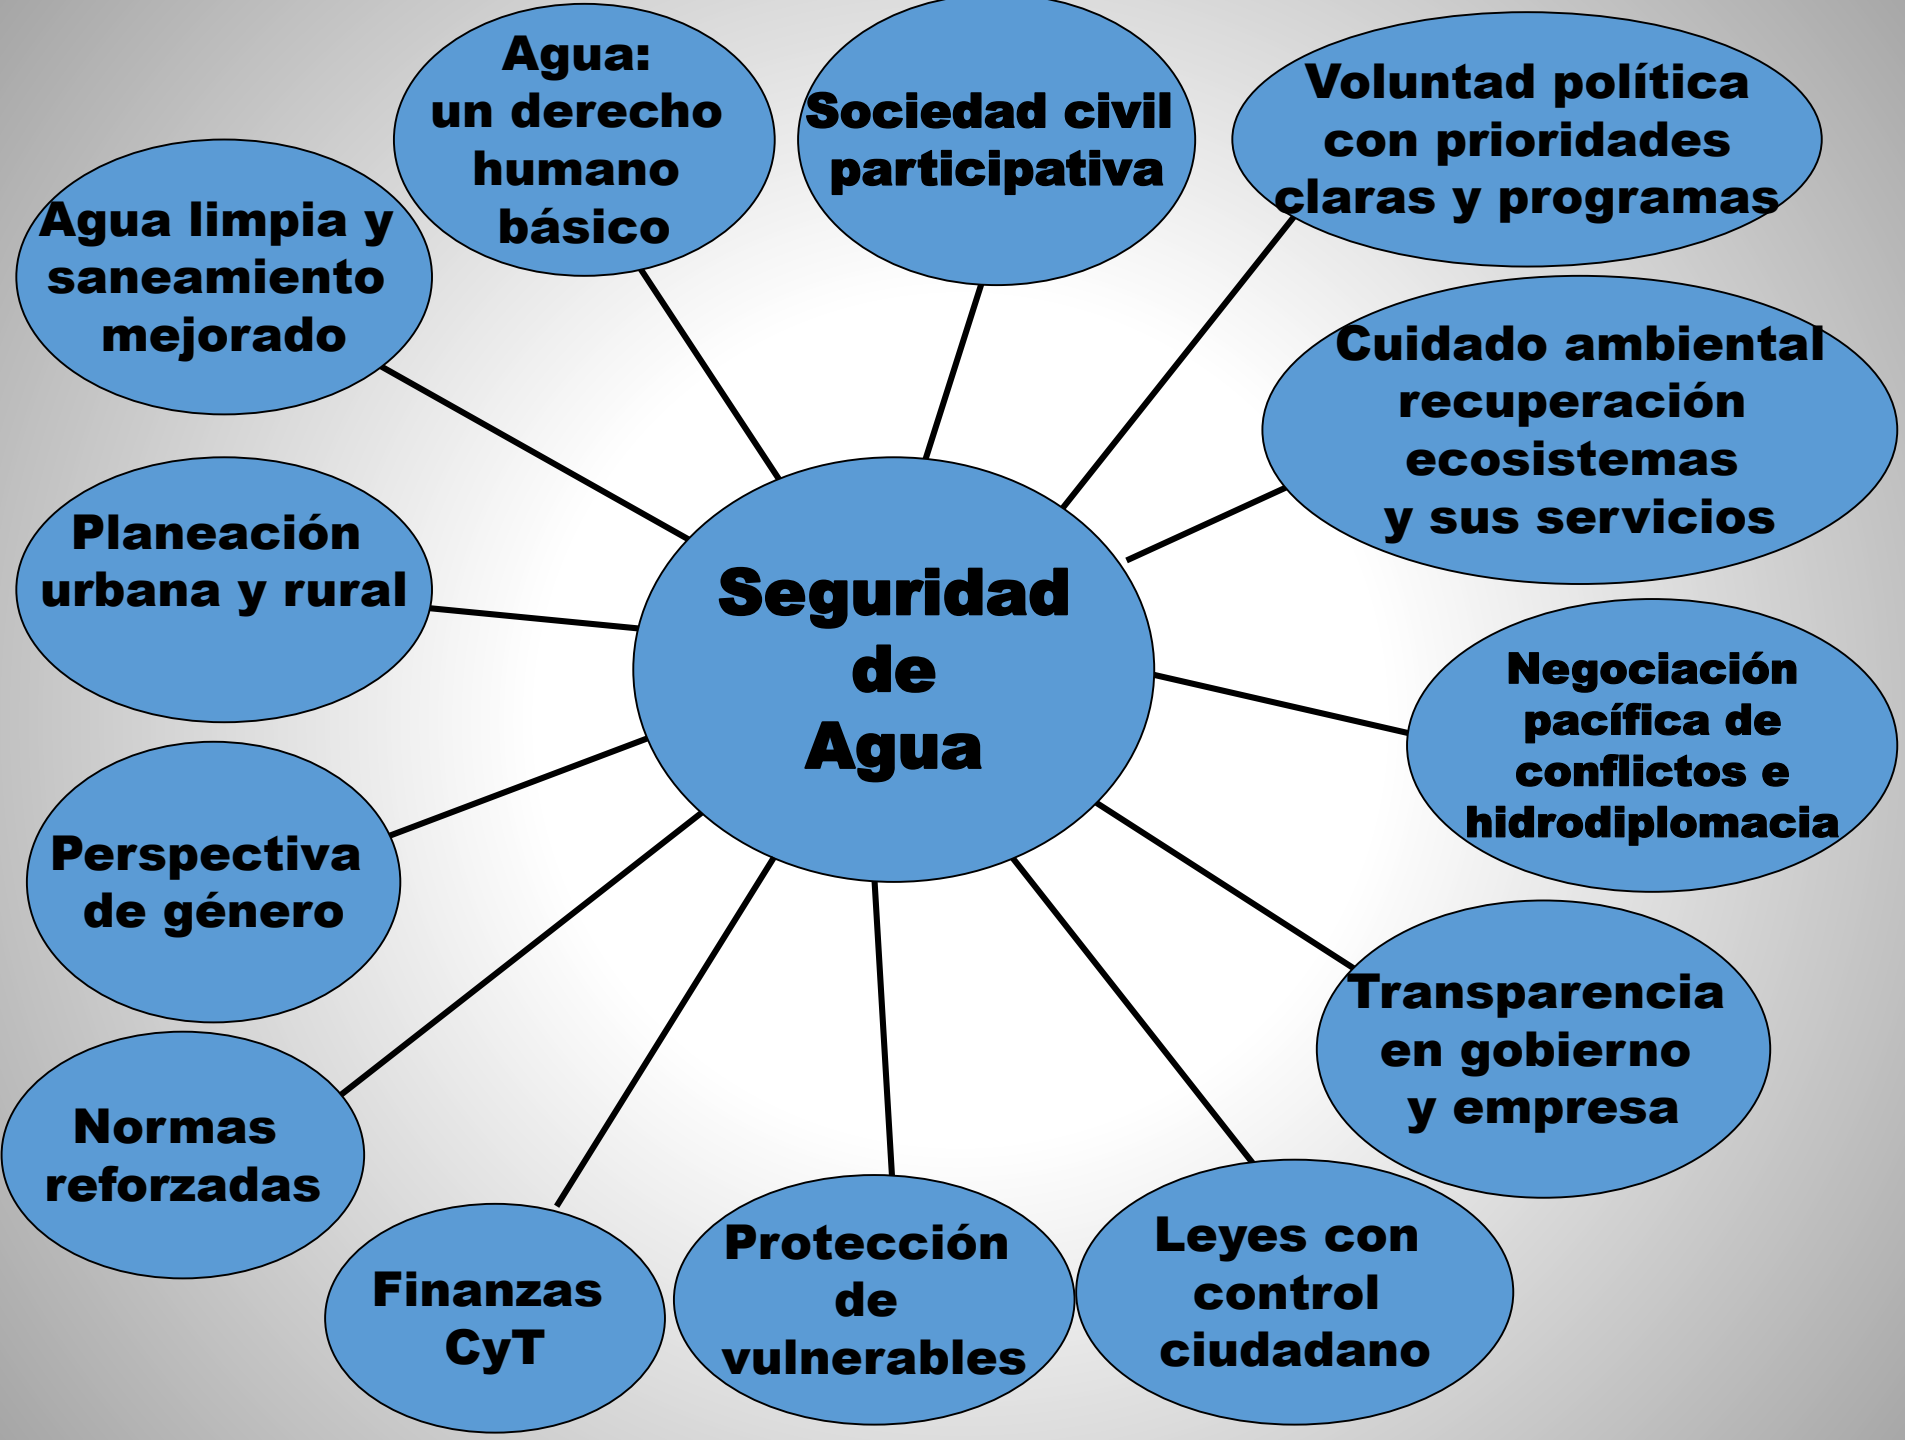 Agua:
un derecho
humano
básico
Sociedad civil
participativa
Voluntad política
con prioridades
claras y programas
Agua limpia y
saneamiento
mejorado
Cuidado ambiental
recuperación
ecosistemas
y sus servicios
Planeación
urbana y rural
Seguridad
de
Agua
Negociación
pacífica de
conflictos e
hidrodiplomacia
Perspectiva
de género
Transparencia
en gobierno
y empresa
Normas
reforzadas
Finanzas
CyT
Protección
de
vulnerables
Leyes con
control
ciudadano